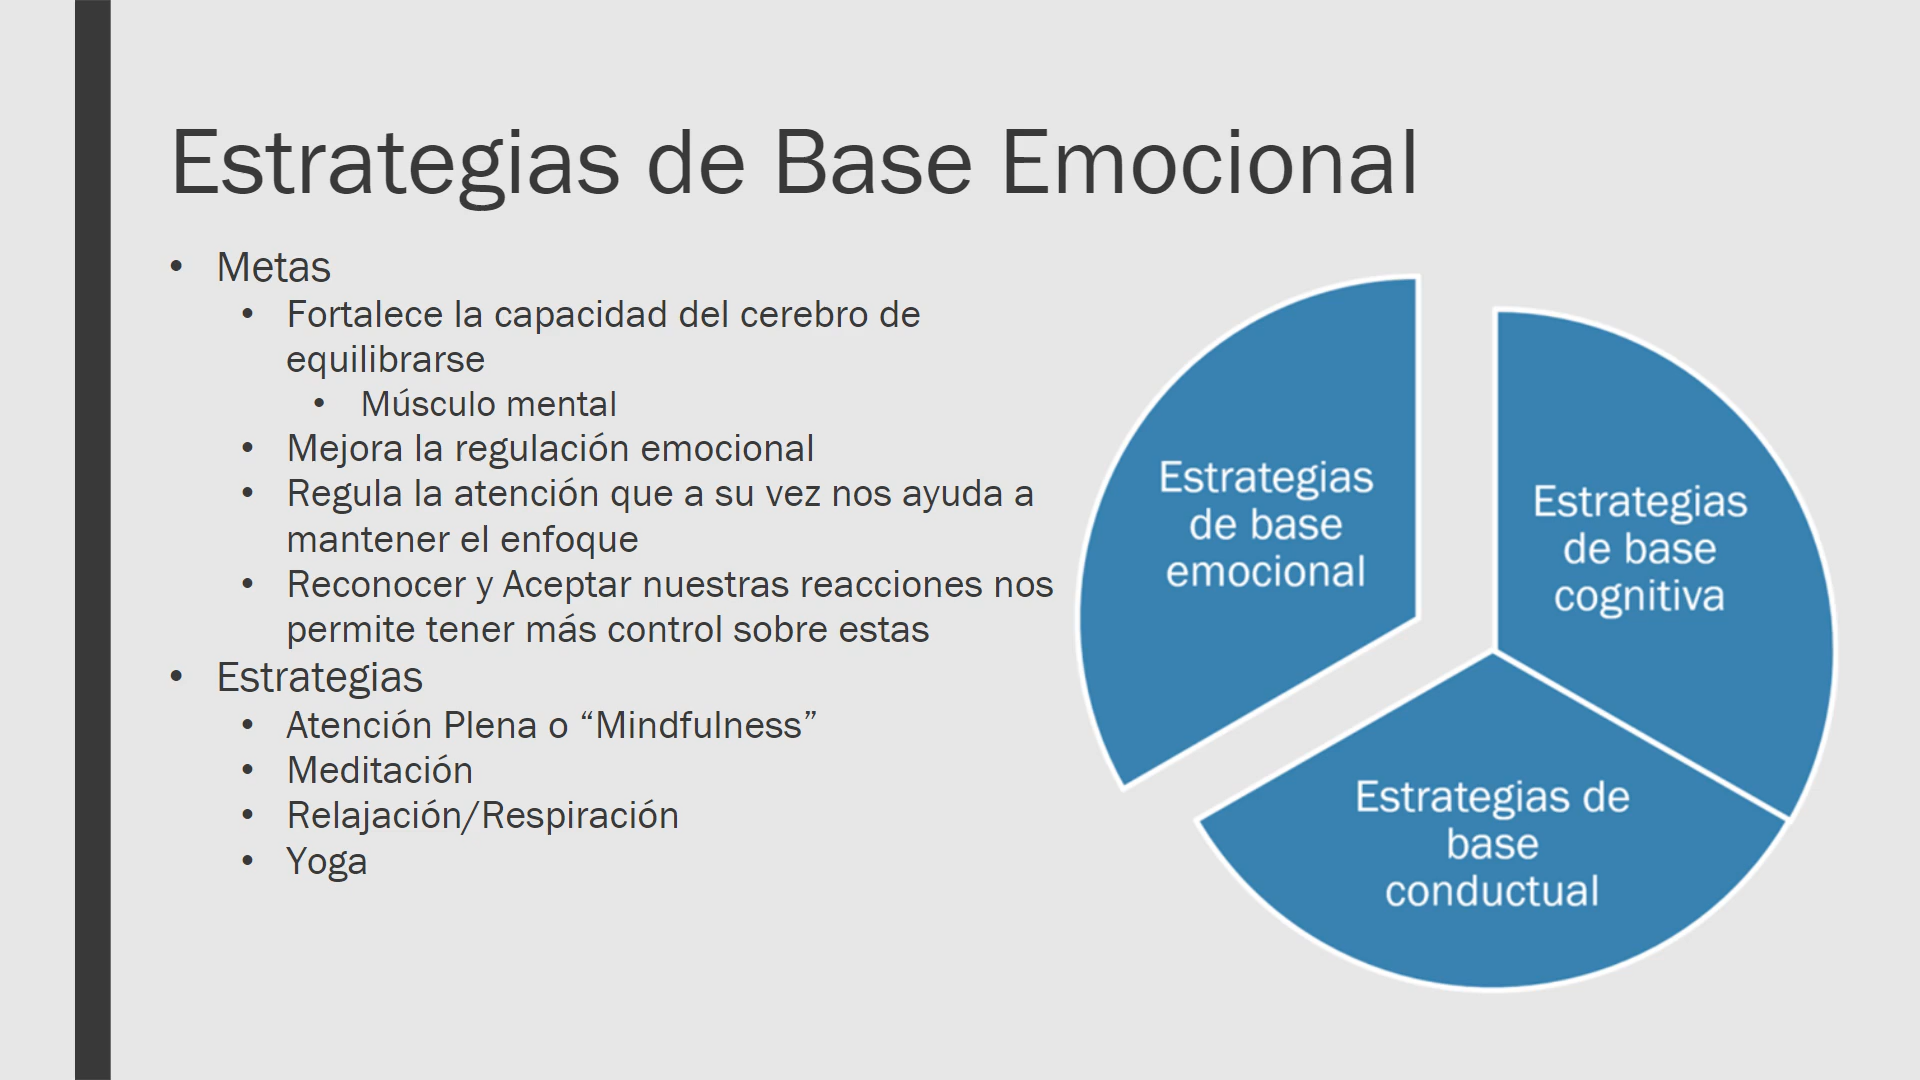 Estrategias de Base Emocional
• Metas
• Fortalece la capacidad del cerebro de
equilibrarse
• Músculo mental
• Mejora la regulación emocional
• Regula la atención que a su vez nos ayuda a
mantener el enfoque
• Reconocer y Aceptar nuestras reacciones nos
permite tener más control sobre estas
• Estrategias
• Atención Plena o “Mindfulness”
• Meditación
• Relajación/Respiración
• Yoga
Estrategias
de base
emocional
Estrategias
de base
cognitiva
Estrategias de
base
conductual